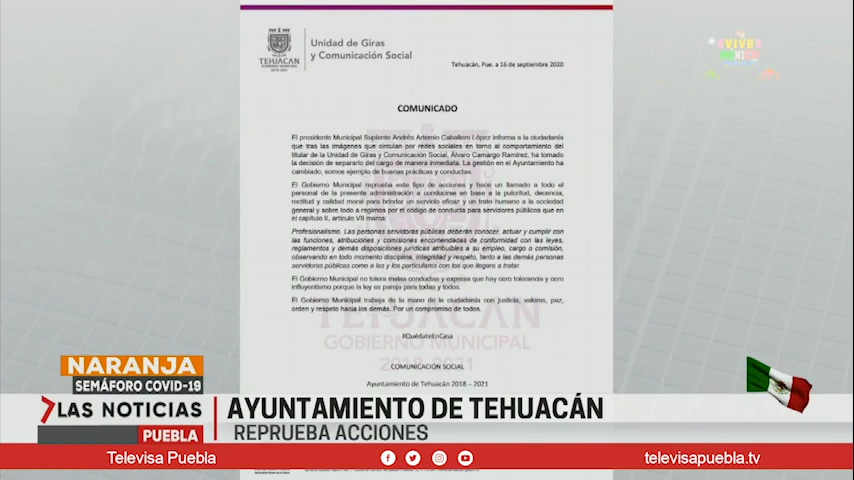 Unidad de Giras
y Comunicación Social
TEHUACÁN
GOBIERNO MUNICIPAL
2018-2021
Tehuacán, Pue. a 16 de septiembre 2020
VIVE
MÉXICO
COMUNICADO
El presidente Municipal Suplente Andrés Artemio Caballero López informa a la ciudadanía
que tras las imágenes que circulan por redes sociales en torno al comportamiento del
titular de la Unidad de Giras y Comunicación Social, Álvaro Camargo Ramírez, ha tomado
la decisión de separarlo del cargo de manera inmediata. La gestión en el Ayuntamiento ha
cambiado, somos ejemplo de buenas prácticas y conductas.
El Gobierno Municipal reprueba este tipo de acciones y hace un llamado a todo el
personal de la presente administración a conducirse en base a la pulcritud, decencia,
rectitud y calidad moral para brindar un servicio eficaz y un trato humano a la sociedad
general y sobre todo a regirnos por el código de conducta para servidores públicos que en
el capítulo II, artículo VII marca:
Profesionalismo. Las personas servidoras públicas deberán conocer, actuar y cumplir con
las funciones, atribuciones y comisiones encomendadas de conformidad con las leyes,
reglamentos y demás disposiciones jurídicas atribuibles a su empleo, cargo o comisión,
observando en todo momento disciplina, integridad y respeto, tanto a las demás personas
servidoras públicas como a las y los particulares con los que llegare a tratar.
El Gobierno Municipal no tolera malas conductas y expresa que hay cero tolerancia y cero
influyentismo porque la ley es pareja para todas y todos.
El Gobierno Municipal trabaja de la mano de la ciudadanía con justicia, valores, paz,
orden y respeto hacia los demás. Por un compromiso de todos.
TEHUACÁN
GOBIERNO MUNICIPAL
2018-2021
#QuédateEnCasa
COMUNICACIÓN SOCIAL
Ayuntamiento de Tehuacán 2018 – 2021
NARANJA
SEMÁFORO COVID-19
LAS NOTICIAS
PUEBLA
AYUNTAMIENTO DE TEHUACÁN
REPRUEBA ACCIONES
Televisa Puebla
televisapuebla.tv